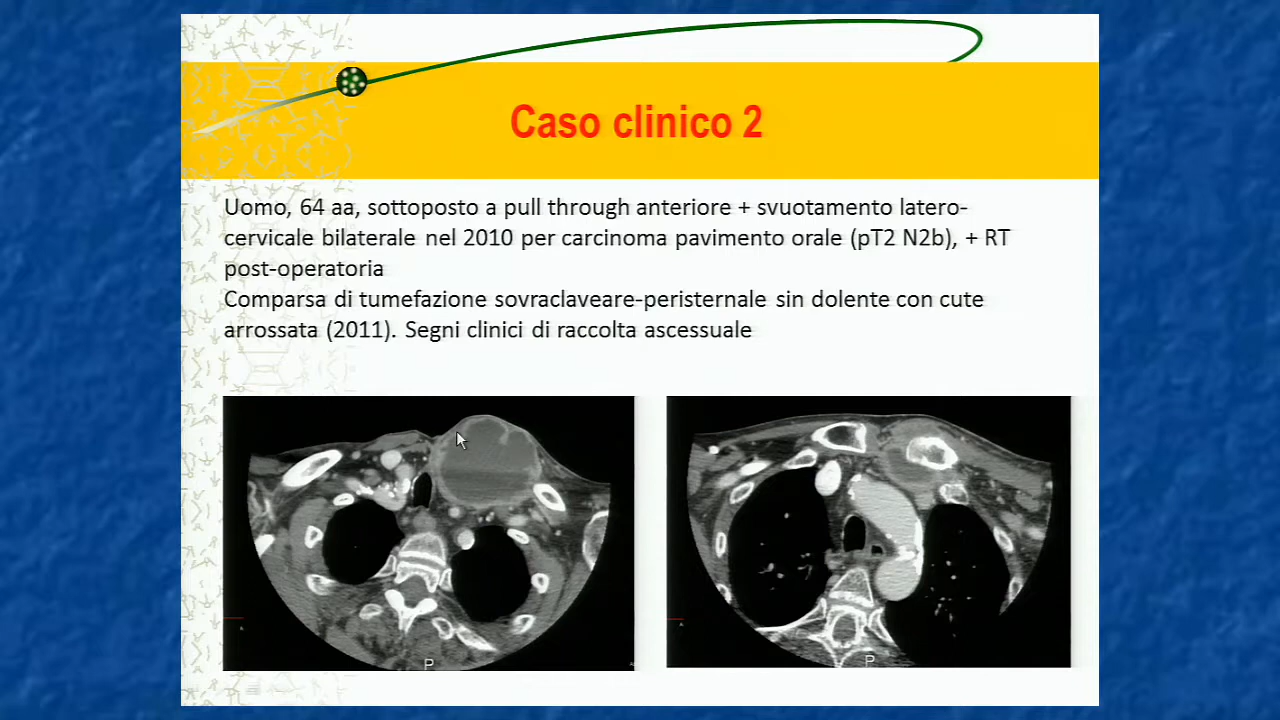 Caso clinico 2
Uomo, 64 aa, sottoposto a pull through anteriore + svuotamento latero-
cervicale bilaterale nel 2010 per carcinoma pavimento orale (pT2 N2b), + RT
post-operatoria
Comparsa di tumefazione sovraclaveare-peristernale sin dolente con cute
arrossata (2011). Segni clinici di raccolta ascessuale
P
P